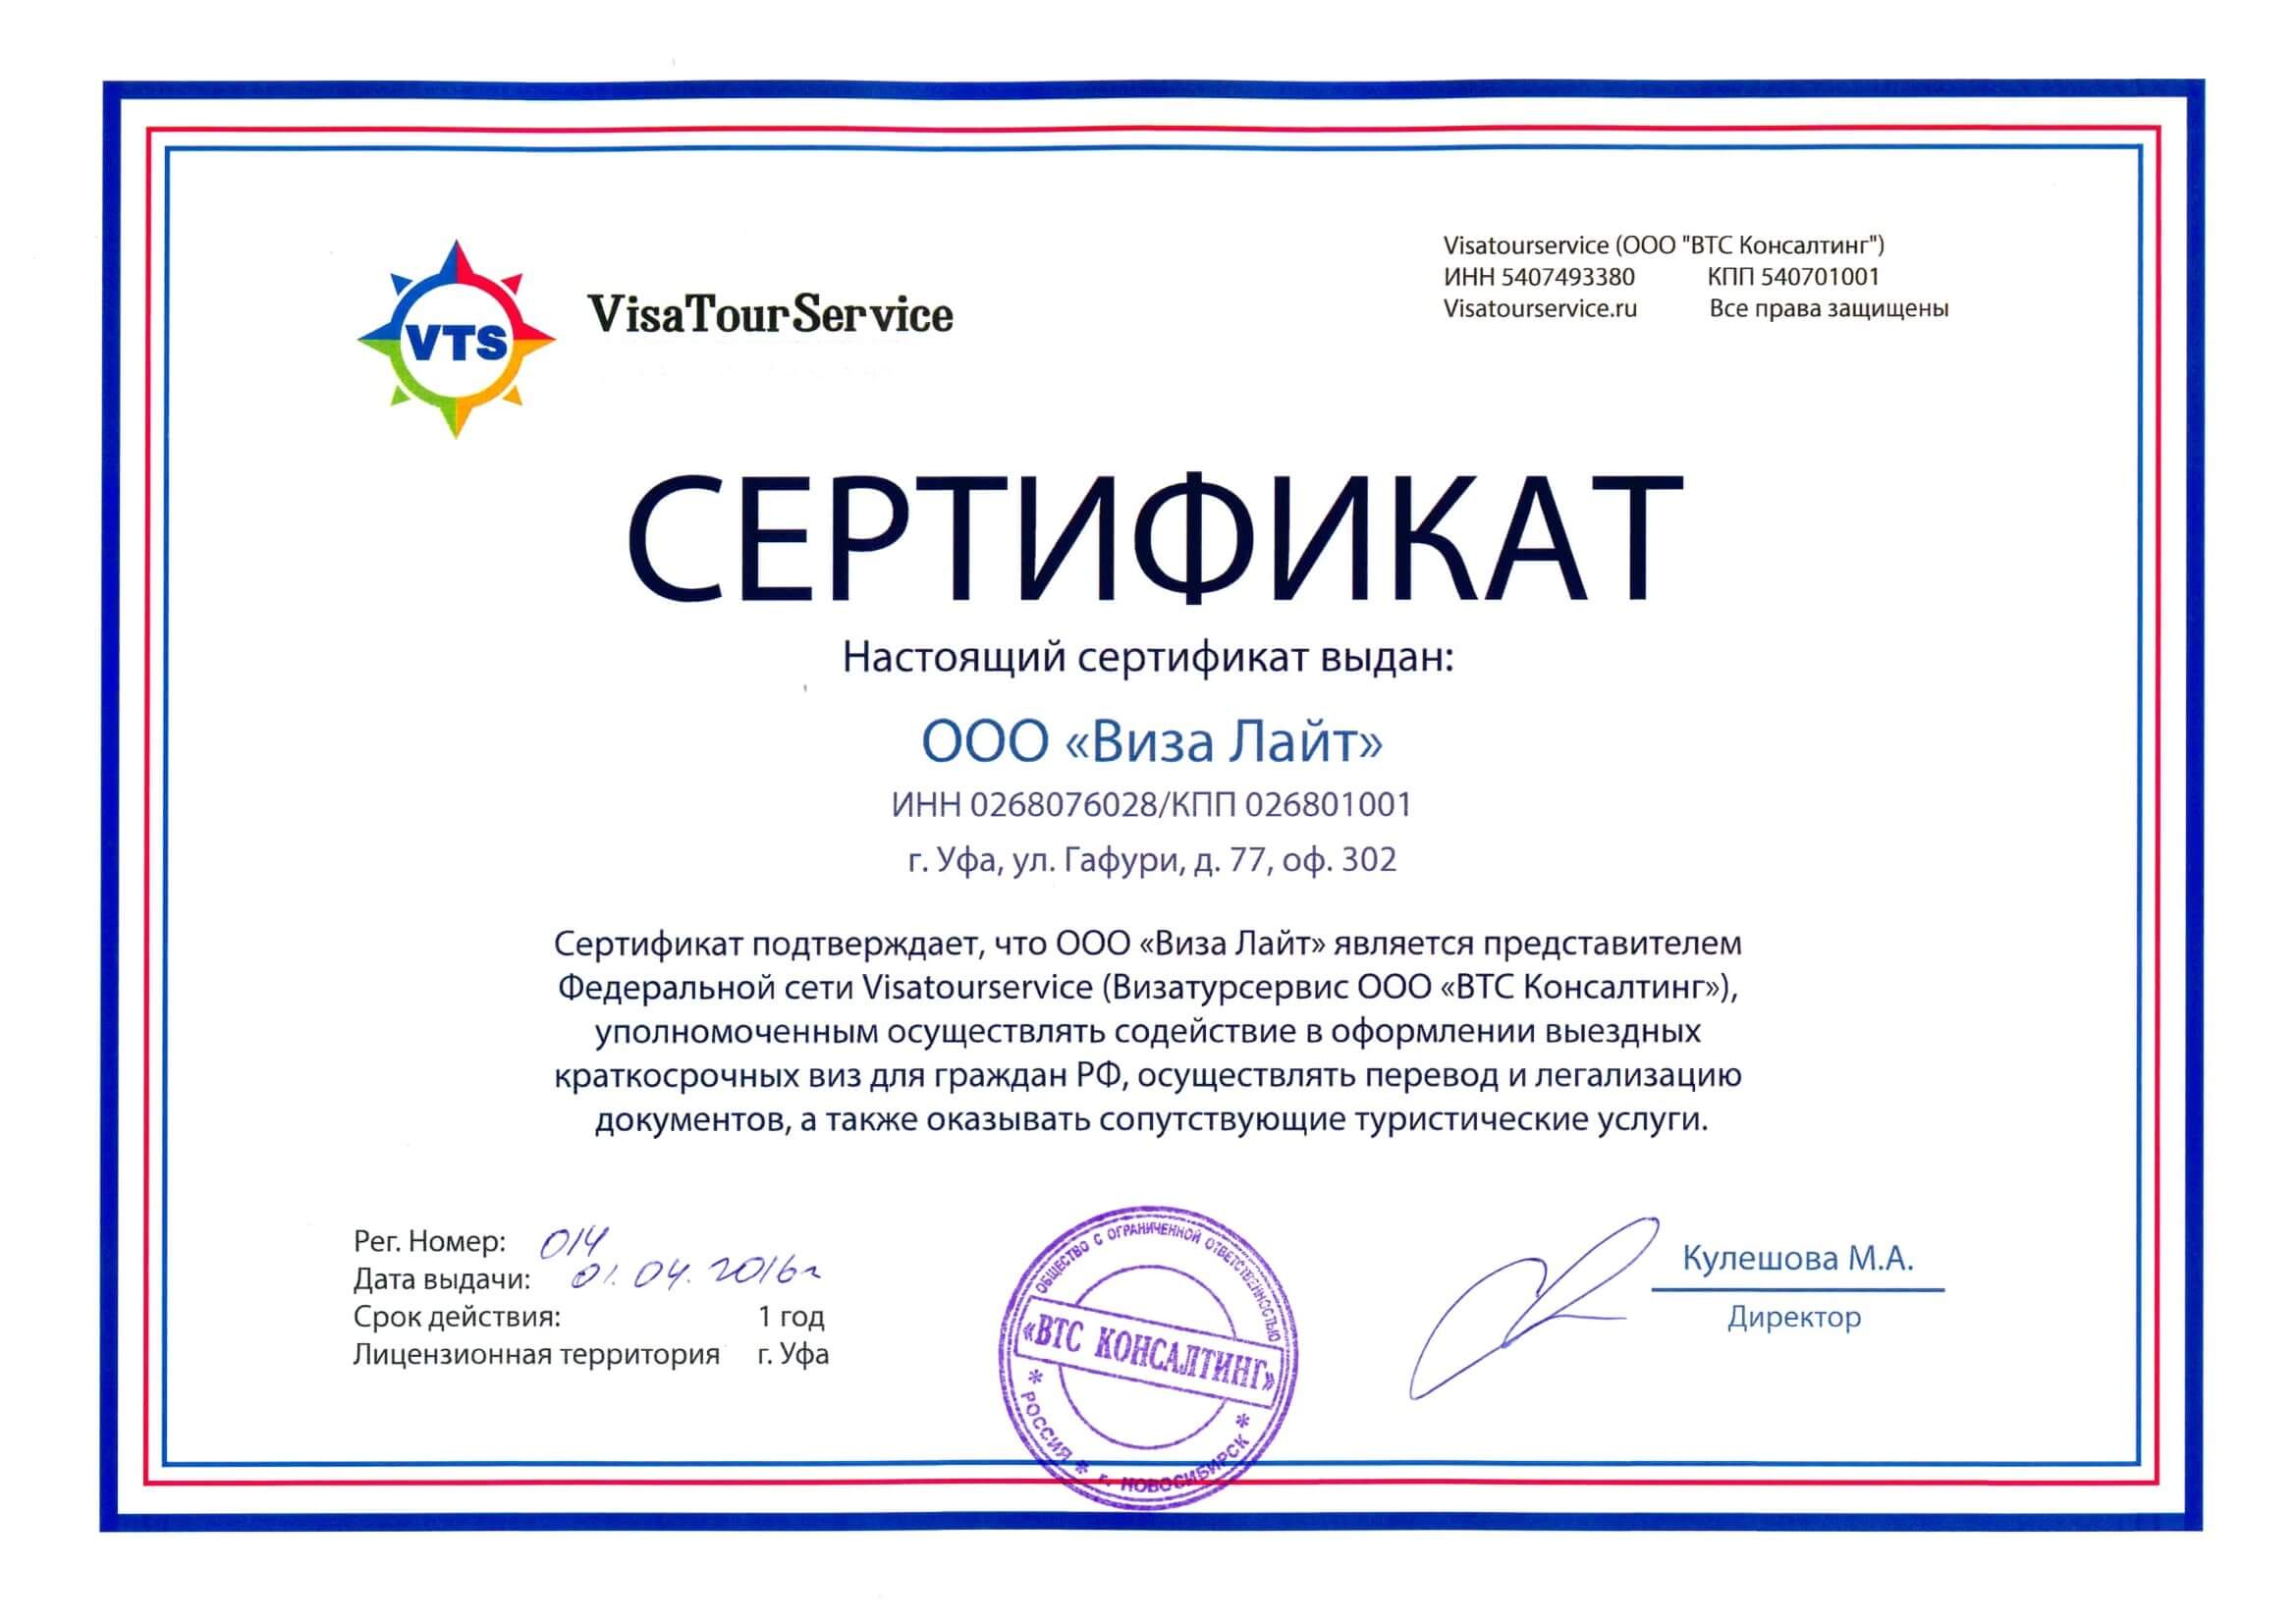 VTS
VisaTourService
Visatourservice (ООО "ВТС Консалтинг")
ИНН 5407493380 КПП 540701001
Visatourservice.ru Все права защищены
СЕРТИФИКАТ
Настоящий сертификат выдан:
ООО «Виза Лайт»
ИНН 0268076028/КПП 026801001
г. Уфа, ул. Гафури, д. 77, оф. 302
Сертификат подтверждает, что ООО «Виза Лайт» является представителем
Федеральной сети Visatourservice (Визатурсервис ООО «ВТС Консалтинг»),
уполномоченным осуществлять содействие в оформлении выездных
краткосрочных виз для граждан РФ, осуществлять перевод и легализацию
документов, а также оказывать сопутствующие туристические услуги.
Рег. Номер: 014
Дата выдачи: 01.04.2016г
Срок действия: 1 год
Лицензионная территория г. Уфа
ОБЩЕСТВО С ОГРАНИЧЕННОЙ ОТВЕТСТВЕННОСТЬЮ
«ВТС КОНСАЛТИНГ»
* РОССИЯ * г. НОВОСИБИРСК *
Кулешова М.А.
Директор